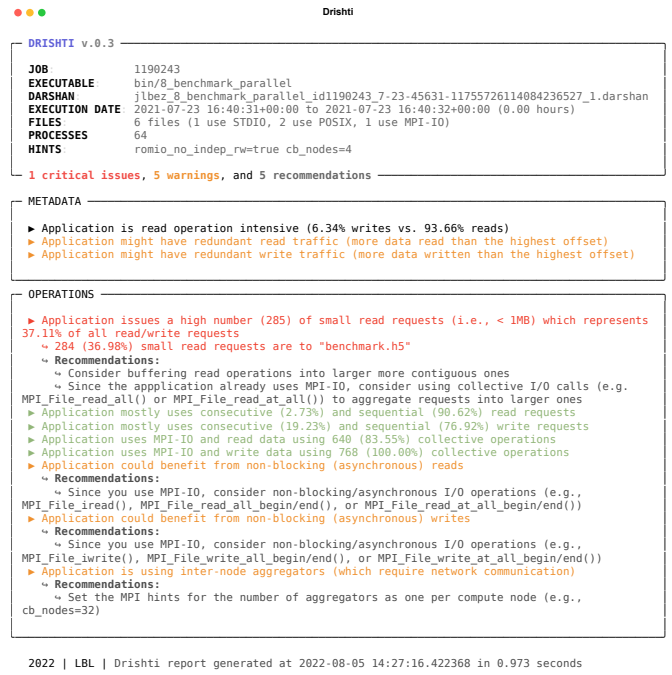 Drishti
DRISHTI v.0.3
JOB: 1190243
EXECUTABLE: bin/8_benchmark_parallel
DARSHAN: jlbez_8_benchmark_parallel_id1190243_7-23-45631-11755726114084236527_1.darshan
EXECUTION DATE: 2021-07-23 16:40:31+00:00 to 2021-07-23 16:40:32+00:00 (0.00 hours)
FILES: 6 files (1 use STDIO, 2 use POSIX, 1 use MPI-IO)
PROCESSES 64
HINTS: romio_no_indep_rw=true cb_nodes=4
1 critical issues, 5 warnings, and 5 recommendations
METADATA
▶ Application is read operation intensive (6.34% writes vs. 93.66% reads)
▶ Application might have redundant read traffic (more data read than the highest offset)
▶ Application might have redundant write traffic (more data written than the highest offset)
OPERATIONS
▶ Application issues a high number (285) of small read requests (i.e., < 1MB) which represents
37.11% of all read/write requests
↪ 284 (36.98%) small read requests are to "benchmark.h5"
↪ Recommendations:
↪ Consider buffering read operations into larger more contiguous ones
↪ Since the appplication already uses MPI-IO, consider using collective I/O calls (e.g.
MPI_File_read_all() or MPI_File_read_at_all()) to aggregate requests into larger ones
▶ Application mostly uses consecutive (2.73%) and sequential (90.62%) read requests
▶ Application mostly uses consecutive (19.23%) and sequential (76.92%) write requests
▶ Application uses MPI-IO and read data using 640 (83.55%) collective operations
▶ Application uses MPI-IO and write data using 768 (100.00%) collective operations
▶ Application could benefit from non-blocking (asynchronous) reads
↪ Recommendations:
↪ Since you use MPI-IO, consider non-blocking/asynchronous I/O operations (e.g.,
MPI_File_iread(), MPI_File_read_all_begin/end(), or MPI_File_read_at_all_begin/end())
▶ Application could benefit from non-blocking (asynchronous) writes
↪ Recommendations:
↪ Since you use MPI-IO, consider non-blocking/asynchronous I/O operations (e.g.,
MPI_File_iwrite(), MPI_File_write_all_begin/end(), or MPI_File_write_at_all_begin/end())
▶ Application is using inter-node aggregators (which require network communication)
↪ Recommendations:
↪ Set the MPI hints for the number of aggregators as one per compute node (e.g.,
cb_nodes=32)
2022 | LBL | Drishti report generated at 2022-08-05 14:27:16.422368 in 0.973 seconds